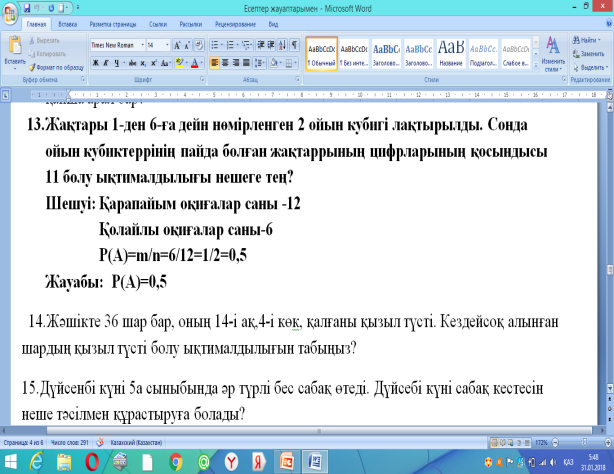 Есептер жауаптарымен - Microsoft Word
Главная Вставка Разметка страницы Ссылки Рассылки Рецензирование Вид
Вставить
Вырезать
Копировать
Формат по образцу
Буфер обмена
Times New Roman 14
Шрифт
Абзац
AaBbCcDc AaBbCcDc AaBbCc AaBbCc AaB AaBbCc AaBbCcDc
¶ Обычный ¶ Без инте... Заголово... Заголово... Название Подзагол... Слабое в...
Стили
Изменить стили
Найти
Заменить
Выделить
Редактирование
13.Жақтары 1-ден 6-ға дейн нөмірленген 2 ойын кубигі лақтырылды. Сонда
ойын кубиктеррінің пайда болған жақтаррының цифрларының қосындысы
11 болу ықтималдылығы нешеге тең?
Шешуі: Қарапайым оқиғалар саны -12
Қолайлы оқиғалар саны-6
P(A)=m/n=6/12=1/2=0,5
Жауабы: P(A)=0,5
14.Жәшікте 36 шар бар, оның 14-і ақ,4-і көк, қалғаны қызыл түсті. Кездейсоқ алынған
шардың қызыл түсті болу ықтималдылығын табыңыз?
15.Дүйсенбі күні 5а сыныбында әр түрлі бес сабақ өтеді. Дүйсебі күні сабақ кестесін
неше тәсілмен құрастыруға болады?
Страница: 4 из 6 Число слов: 291 Казахский (Казахстан) 172%
ҚАЗ 5:48
31.01.2018